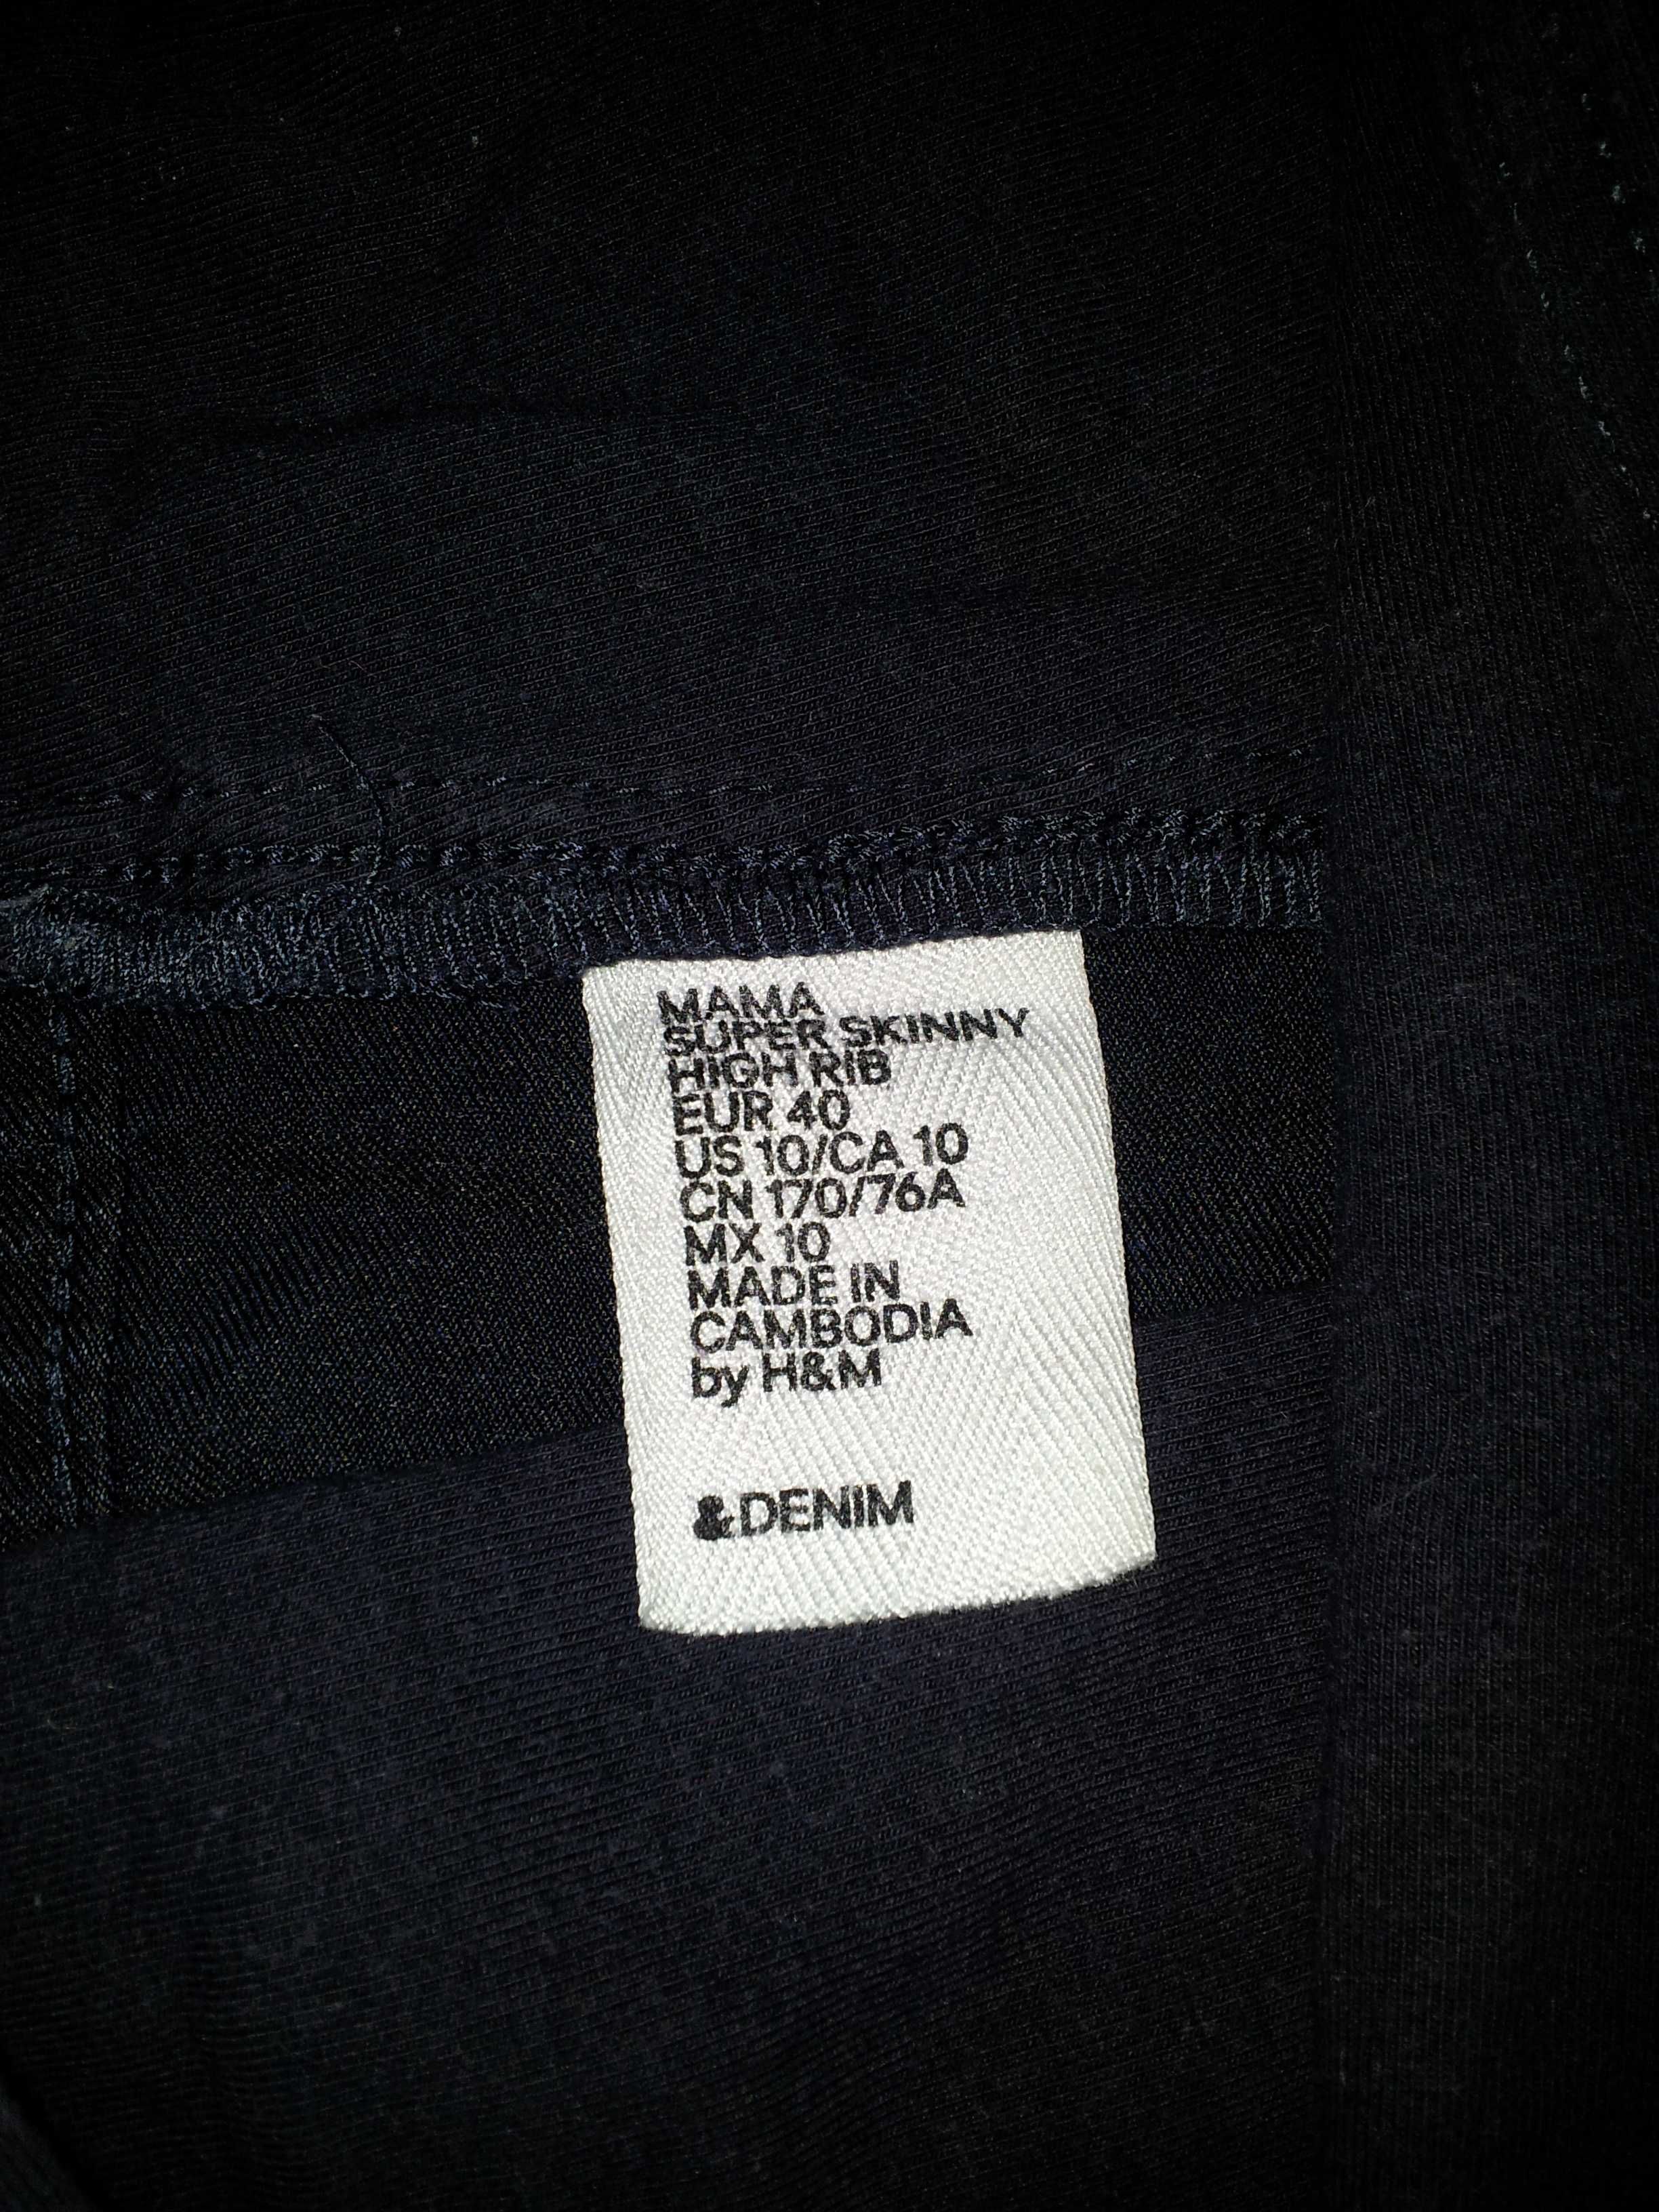 MAMA
SUPER SKINNY
HIGH RIB
EUR 40
US 10/CA 10
CN 170/76A
MX 10
MADE IN
CAMBODIA
by H&M
&DENIM